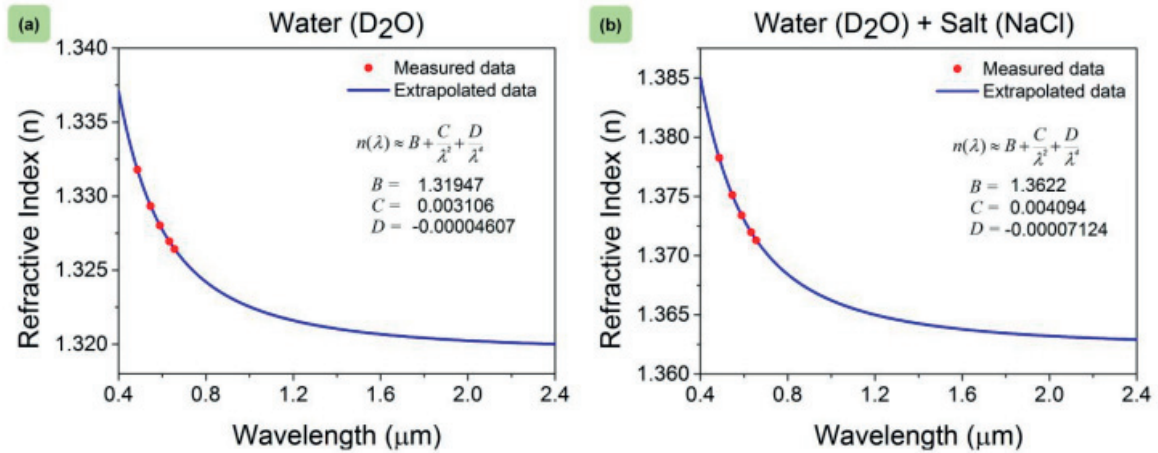 (a)
Water (D₂O)
Refractive Index (n)
1.340
1.335
1.330
1.325
1.320
Measured data
Extrapolated data
n(λ) ≈ B + C/λ² + D/λ⁴
B = 1.31947
C = 0.003106
D = -0.00004607
0.4 0.8 1.2 1.6 2.0 2.4
Wavelength (μm)
(b)
Water (D₂O) + Salt (NaCl)
Refractive Index (n)
1.385
1.380
1.375
1.370
1.365
1.360
Measured data
Extrapolated data
n(λ) ≈ B + C/λ² + D/λ⁴
B = 1.3622
C = 0.004094
D = -0.00007124
0.4 0.8 1.2 1.6 2.0 2.4
Wavelength (μm)